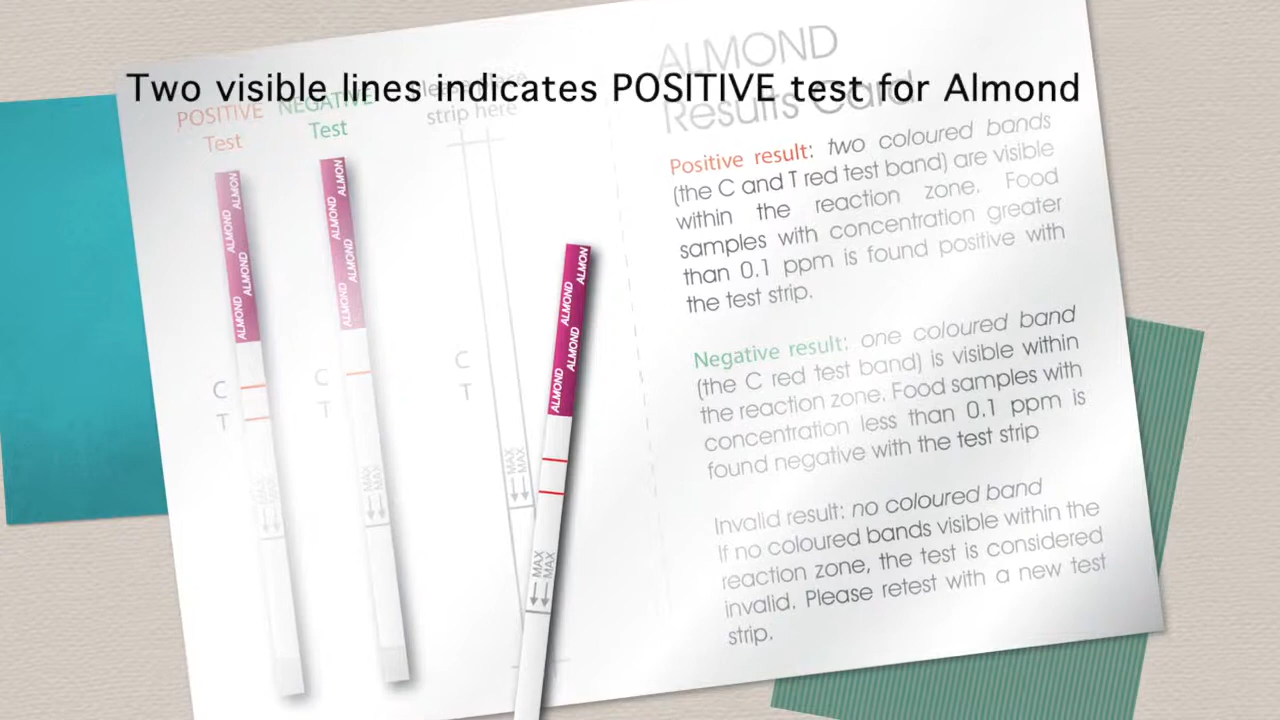 Two visible lines indicates POSITIVE test for Almond
ALMOND
Results Card
POSITIVE
Test
NEGATIVE
Test
strip here
ALMOND ALMOND ALMOND ALMON
ALMOND ALMOND ALMOND ALMON
ALMOND ALMOND ALMOND ALMON
C
T
C
T
C
T
MAX
MAX
MAX
MAX
MAX
MAX
MAX
MAX
Positive result: two coloured bands
(the C and T red test band) are visible
within the reaction zone. Food
samples with concentration greater
than 0.1 ppm is found positive with
the test strip.
Negative result: one coloured band
(the C red test band) is visible within
the reaction zone. Food samples with
concentration less than 0.1 ppm is
found negative with the test strip
Invalid result: no coloured band
If no coloured bands visible within the
reaction zone, the test is considered
invalid. Please retest with a new test
strip.